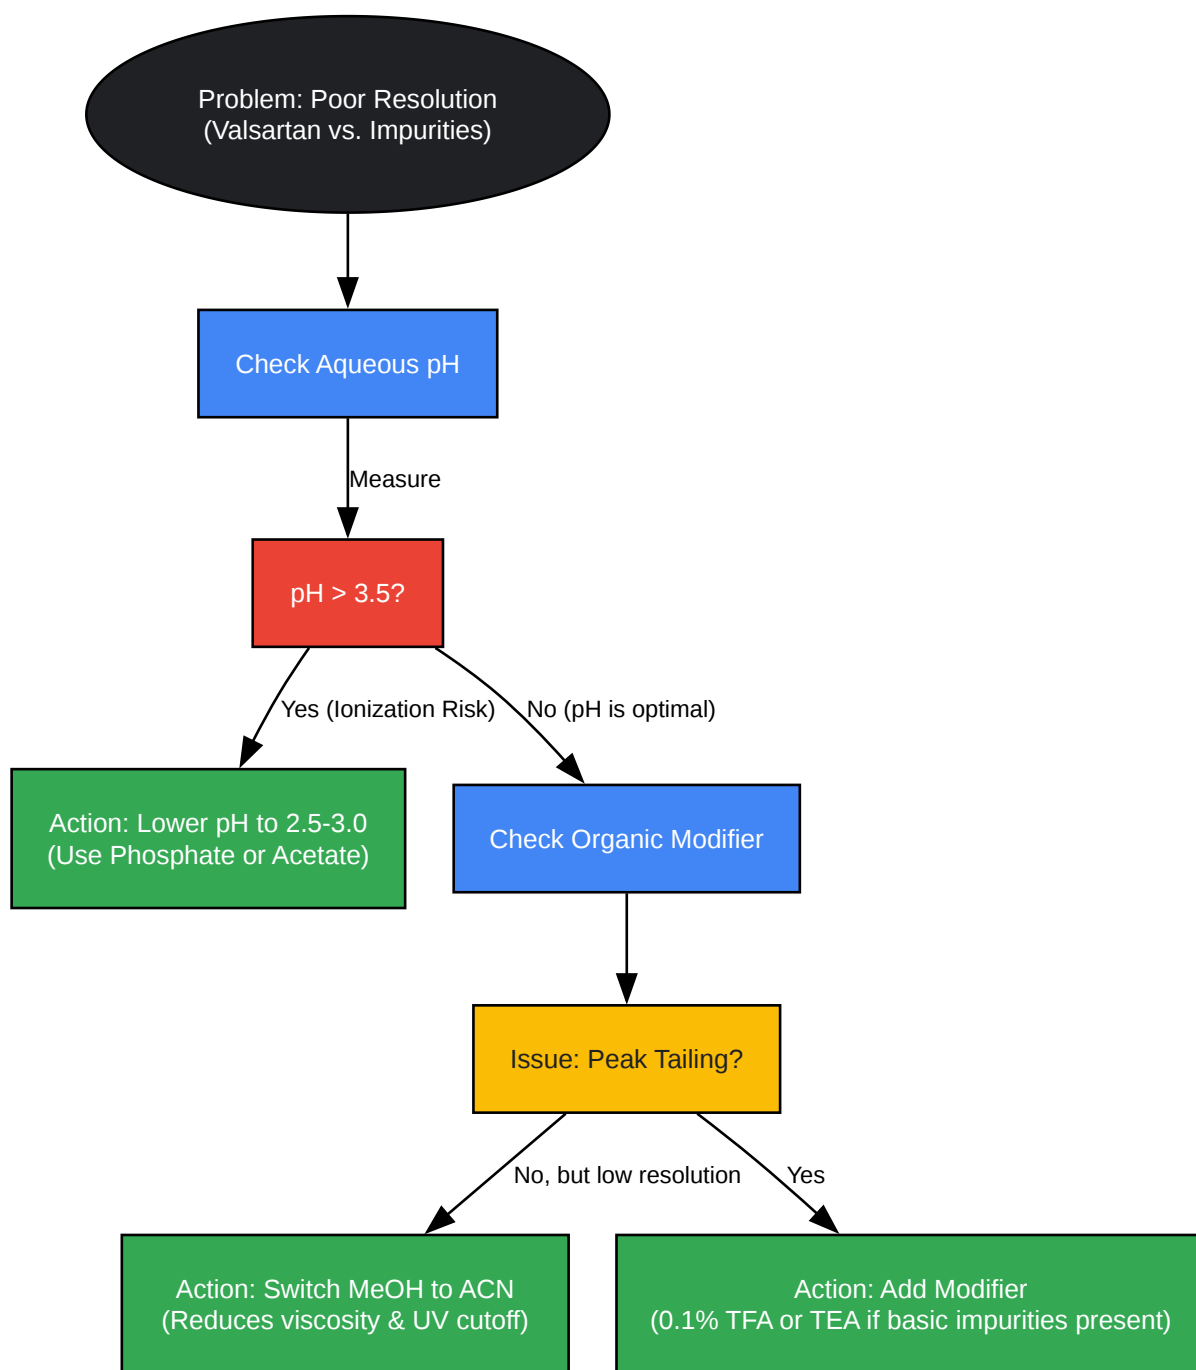 Problem: Poor Resolution
(Valsartan vs. Impurities)
Check Aqueous pH
Measure
pH > 3.5?
Yes (Ionization Risk)
No (pH is optimal)
Action: Lower pH to 2.5-3.0
(Use Phosphate or Acetate)
Check Organic Modifier
Issue: Peak Tailing?
No, but low resolution
Yes
Action: Switch MeOH to ACN
(Reduces viscosity & UV cutoff)
Action: Add Modifier
(0.1% TFA or TEA if basic impurities present)